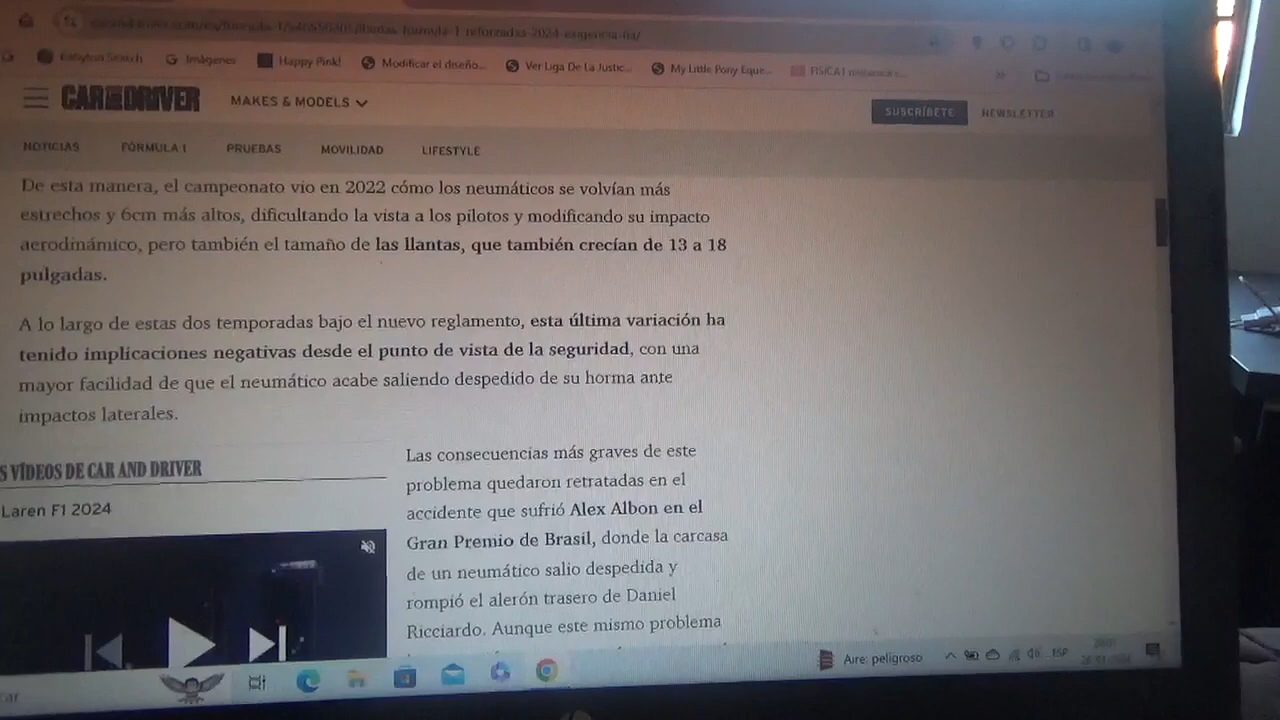 Babylon Search
Imágenes
Happy Pink!
Modificar el diseño...
Ver Liga De La Justic...
My Little Pony Eque...
CAR AND DRIVER
MAKES & MODELS
SUSCRÍBETE
NEWSLETTER
NOTICIAS
FÓRMULA 1
PRUEBAS
MOVILIDAD
LIFESTYLE
De esta manera, el campeonato vio en 2022 cómo los neumáticos se volvían más
estrechos y 6cm más altos, dificultando la vista a los pilotos y modificando su impacto
aerodinámico, pero también el tamaño de las llantas, que también crecían de 13 a 18
pulgadas.
A lo largo de estas dos temporadas bajo el nuevo reglamento, esta última variación ha
tenido implicaciones negativas desde el punto de vista de la seguridad, con una
mayor facilidad de que el neumático acabe saliendo despedido de su horma ante
impactos laterales.
S VÍDEOS DE CAR AND DRIVER
Laren F1 2024
Las consecuencias más graves de este
problema quedaron retratadas en el
accidente que sufrió Alex Albon en el
Gran Premio de Brasil, donde la carcasa
de un neumático salio despedida y
rompió el alerón trasero de Daniel
Ricciardo. Aunque este mismo problema
Aire: peligroso
ESP